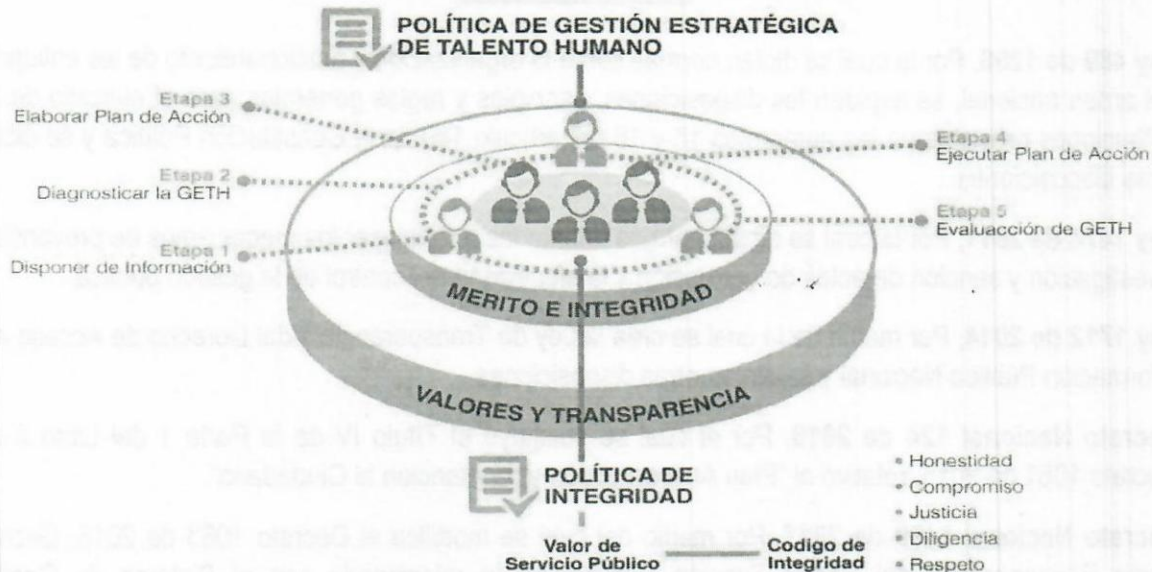 POLÍTICA DE GESTIÓN ESTRATÉGICA
DE TALENTO HUMANO
Etapa 3
Elaborar Plan de Acción
Etapa 2
Diagnosticar la GETH
Etapa 1
Disponer de Información
Etapa 4
Ejecutar Plan de Acción
Etapa 5
Evaluacción de GETH
MERITO E INTEGRIDAD
VALORES Y TRANSPARENCIA
POLÍTICA DE
INTEGRIDAD
Valor de
Servicio Público
Codigo de
Integridad
Honestidad
Compromiso
Justicia
Diligencia
Respeto